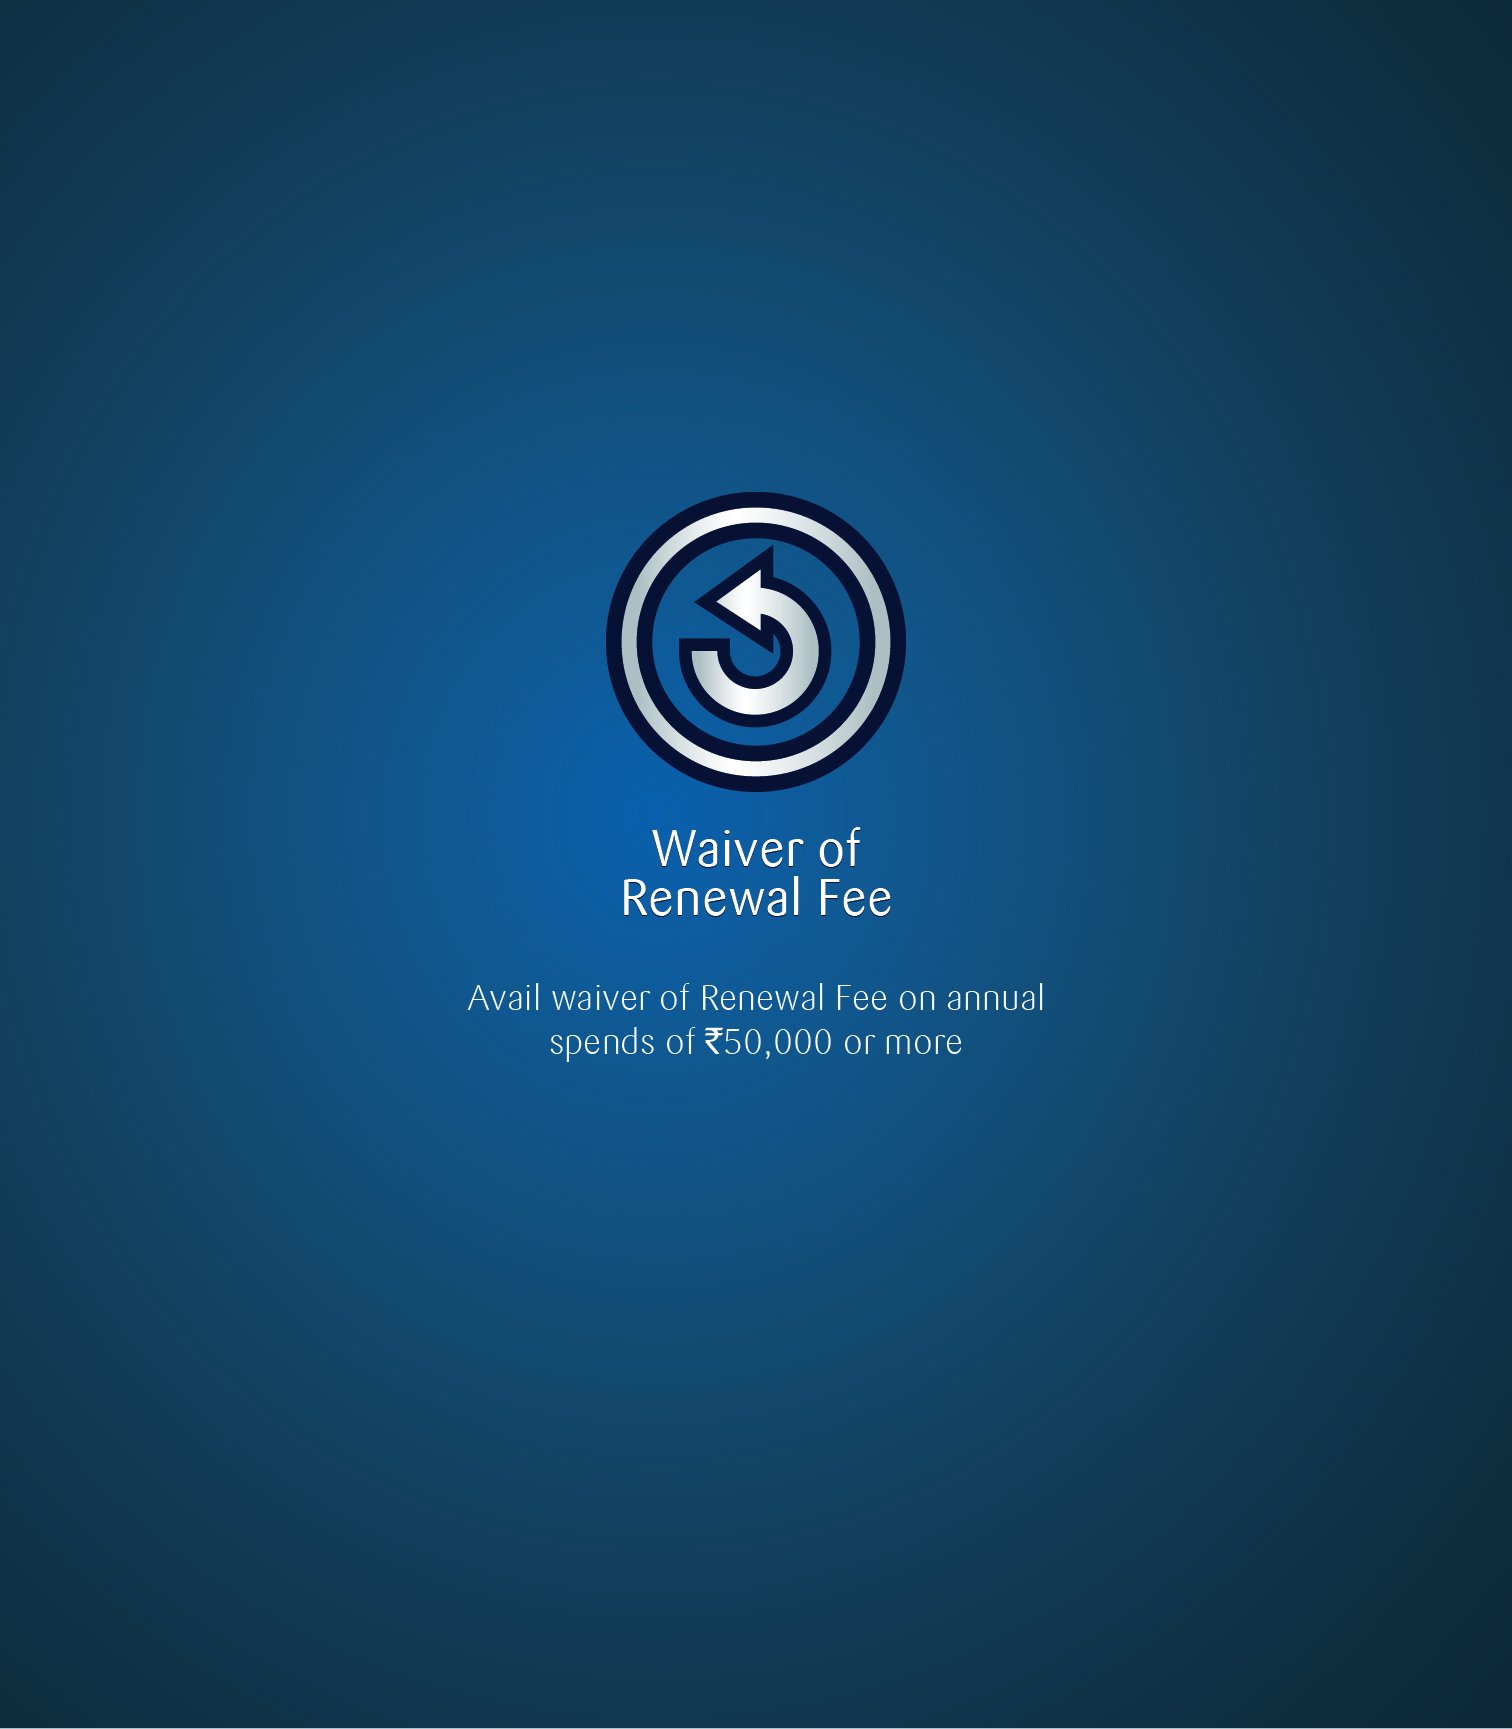 Waiver of
Renewal Fee
Avail waiver of Renewal Fee on annual
spends of ₹50,000 or more